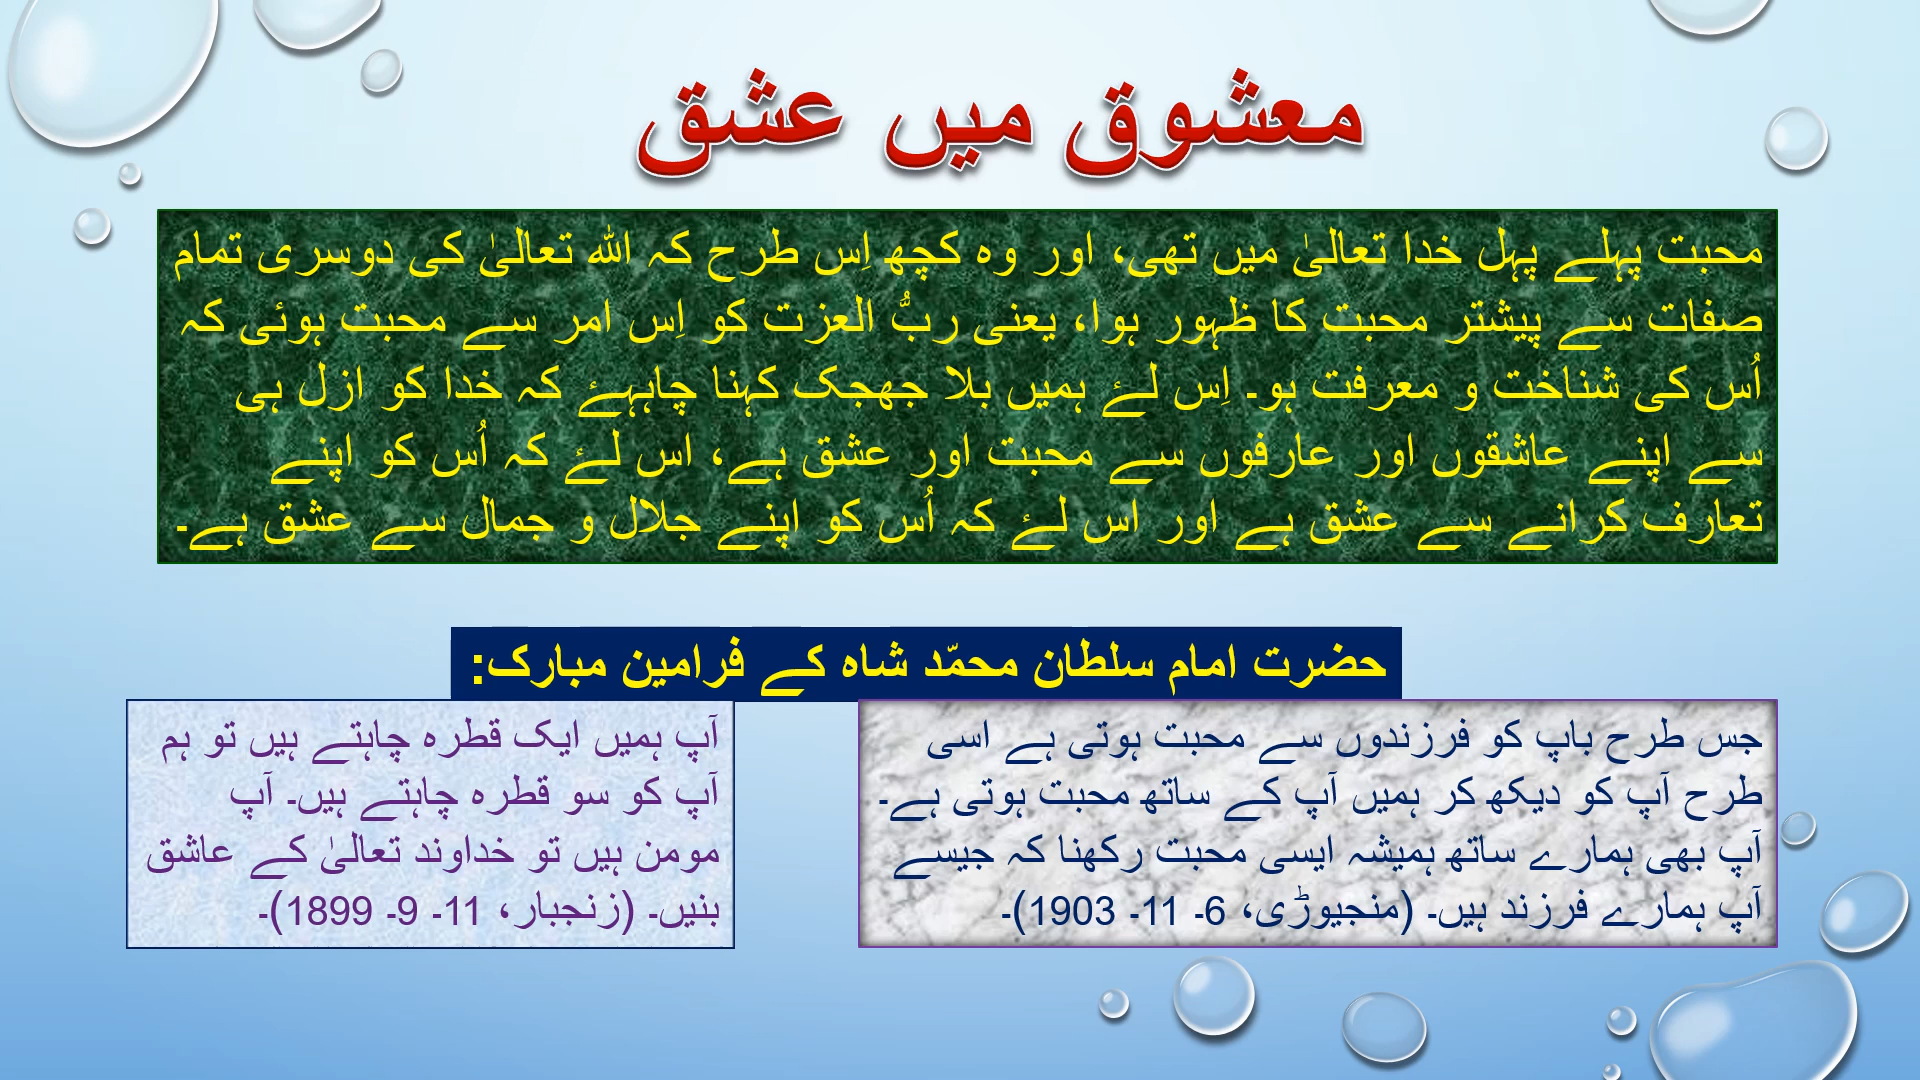 معشوق میں عشق
محبت پہلے پہل خدا تعالیٰ میں تھی، اور وہ کچھ اِس طرح کہ اللہ تعالیٰ کی دوسری تمام
صفات سے پیشتر محبت کا ظہور ہوا، یعنی ربُّ العزت کو اِس امر سے محبت ہوئی کہ
اُس کی شناخت و معرفت ہو۔ اِس لۓ ہمیں بلا جھجک کہنا چاہہۓ کہ خدا کو ازل ہی
سے اپنے عاشقوں اور عارفوں سے محبت اور عشق ہے، اس لۓ کہ اُس کو اپنے
تعارف کرانے سے عشق ہے اور اس لۓ کہ اُس کو اپنے جلال و جمال سے عشق ہے۔
حضرت امام سلطان محمّد شاہ کے فرامین مبارک:
جس طرح باپ کو فرزندوں سے محبت ہوتی ہے اسی
طرح آپ کو دیکھ کر ہمیں آپ کے ساتھ محبت ہوتی ہے۔
آپ بھی ہمارے ساتھ ہمیشہ ایسی محبت رکھنا کہ جیسے
آپ ہمارے فرزند ہیں۔ (منجیوڑی، 6۔ 11۔ 1903)۔
آپ ہمیں ایک قطرہ چاہتے ہیں تو ہم
آپ کو سو قطرہ چاہتے ہیں۔ آپ
مومن ہیں تو خداوند تعالیٰ کے عاشق
بنیں۔ (زنجبار، 11۔ 9۔ 1899)۔